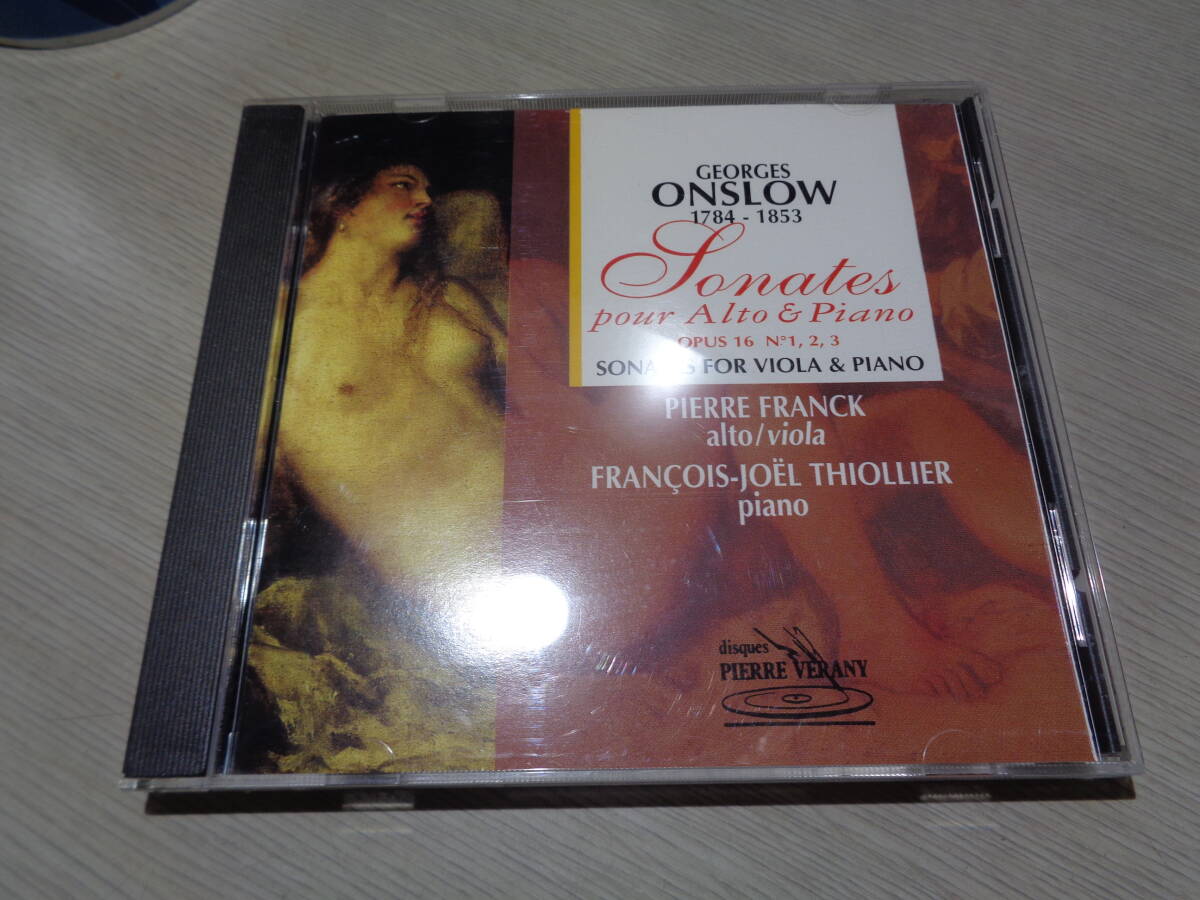 GEORGES
ONSLOW
1784 - 1853
Sonates
pour Alto & Piano
OPUS 16 N°1, 2, 3
SONATES FOR VIOLA & PIANO
PIERRE FRANCK
alto/viola
FRANÇOIS-JOËL THIOLLIER
piano
disques
PIERRE VERANY